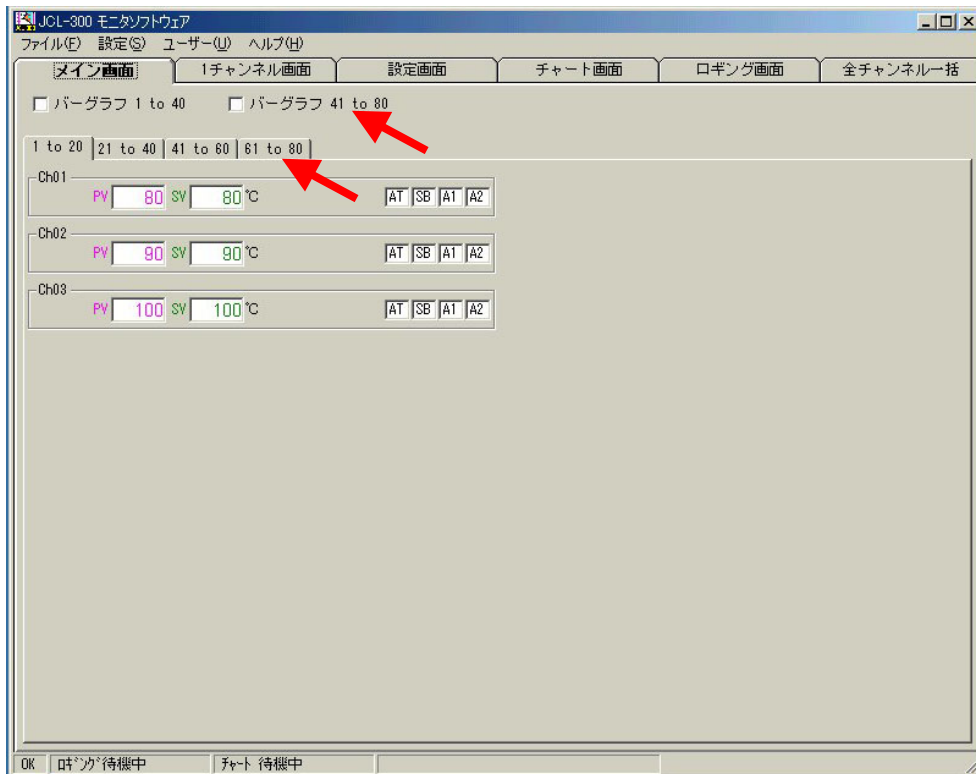 JCL-300 モニタソフトウェア
ファイル(F) 設定(S) ユーザー(U) ヘルプ(H)
メイン画面 1チャンネル画面 設定画面 チャート画面 ロギング画面 全チャンネル一括
バーグラフ 1 to 40 バーグラフ 41 to 80
1 to 20 21 to 40 41 to 60 61 to 80
Ch01
PV 80 SV 80 ℃ AT SB A1 A2
Ch02
PV 90 SV 90 ℃ AT SB A1 A2
Ch03
PV 100 SV 100 ℃ AT SB A1 A2
OK ﾛｷﾞﾝｸﾞ待機中 ﾁｬｰﾄ 待機中